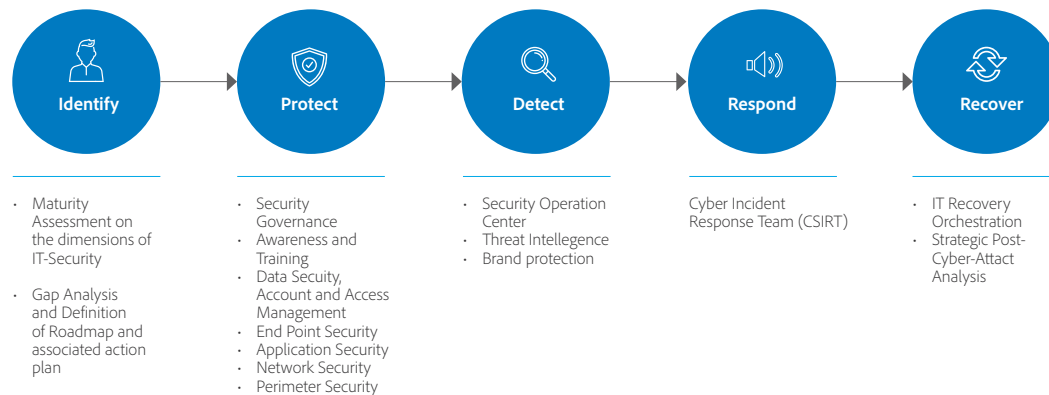 Identify
Protect
Detect
Respond
Recover
• Maturity
Assessment on
the dimensions of
IT-Security
• Gap Analysis
and Definition
of Roadmap and
associated action
plan
• Security
Governance
• Awareness and
Training
• Data Secuity,
Account and Access
Management
• End Point Security
• Application Security
• Network Security
• Perimeter Security
• Security Operation
Center
• Threat Intellegence
• Brand protection
Cyber Incident
Response Team (CSIRT)
• IT Recovery
Orchestration
• Strategic Post-
Cyber-Attact
Analysis